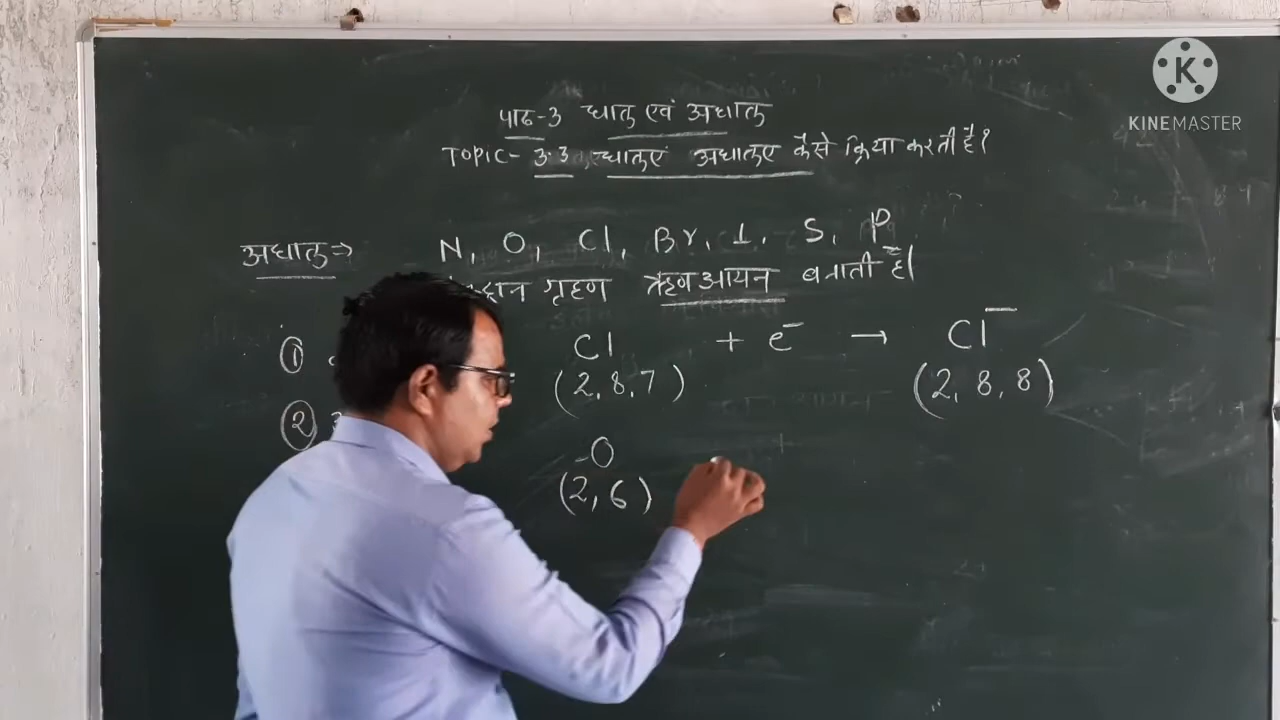 पाठ-3 धातु एवं अधातु
TOPIC- 3.3 धातुएं अधातुए कैसे क्रिया करती है?
अधातु ⇒ N, O, Cl, Br, I, S, P
ग्रहण ऋणआयन बनाती है।
① Cl + e⁻ → Cl⁻
(2, 8, 7) (2, 8, 8)
② O
(2, 6)
K
KINEMASTER